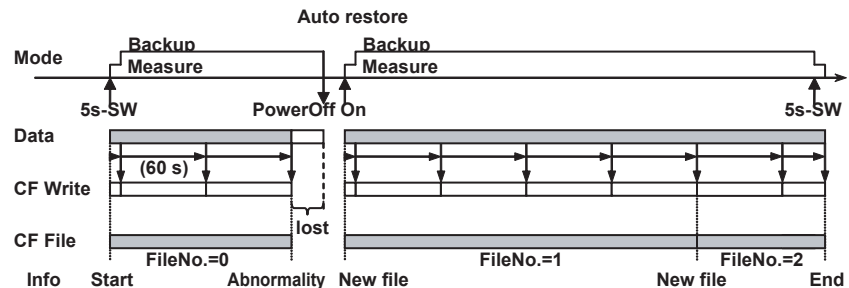 Auto restore
Backup Backup
Mode Measure Measure
5s-SW PowerOff On 5s-SW
Data
(60 s)
CF Write
lost
CF File
FileNo.=0 FileNo.=1 FileNo.=2
Info Start Abnormality New file New file End